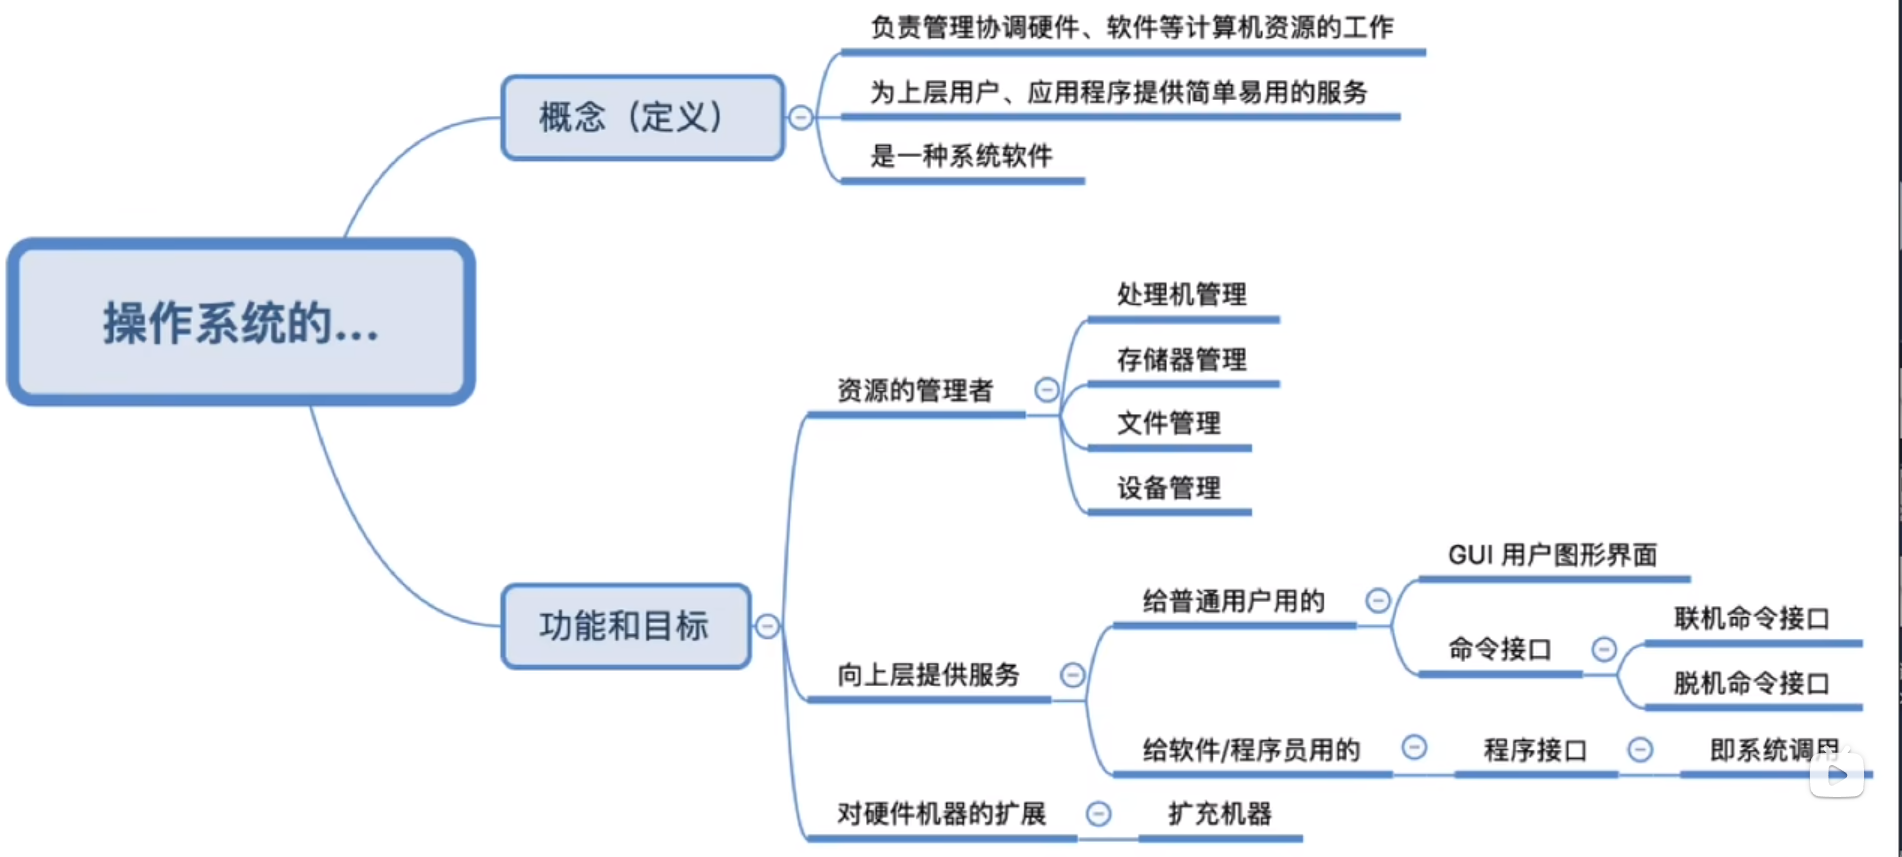 负责管理协调硬件、软件等计算机资源的工作
概念（定义）
为上层用户、应用程序提供简单易用的服务
是一种系统软件
操作系统的...
处理机管理
存储器管理
资源的管理者
文件管理
设备管理
功能和目标
GUI 用户图形界面
给普通用户用的
联机命令接口
命令接口
向上层提供服务
脱机命令接口
给软件/程序员用的
程序接口
即系统调用
对硬件机器的扩展
扩充机器